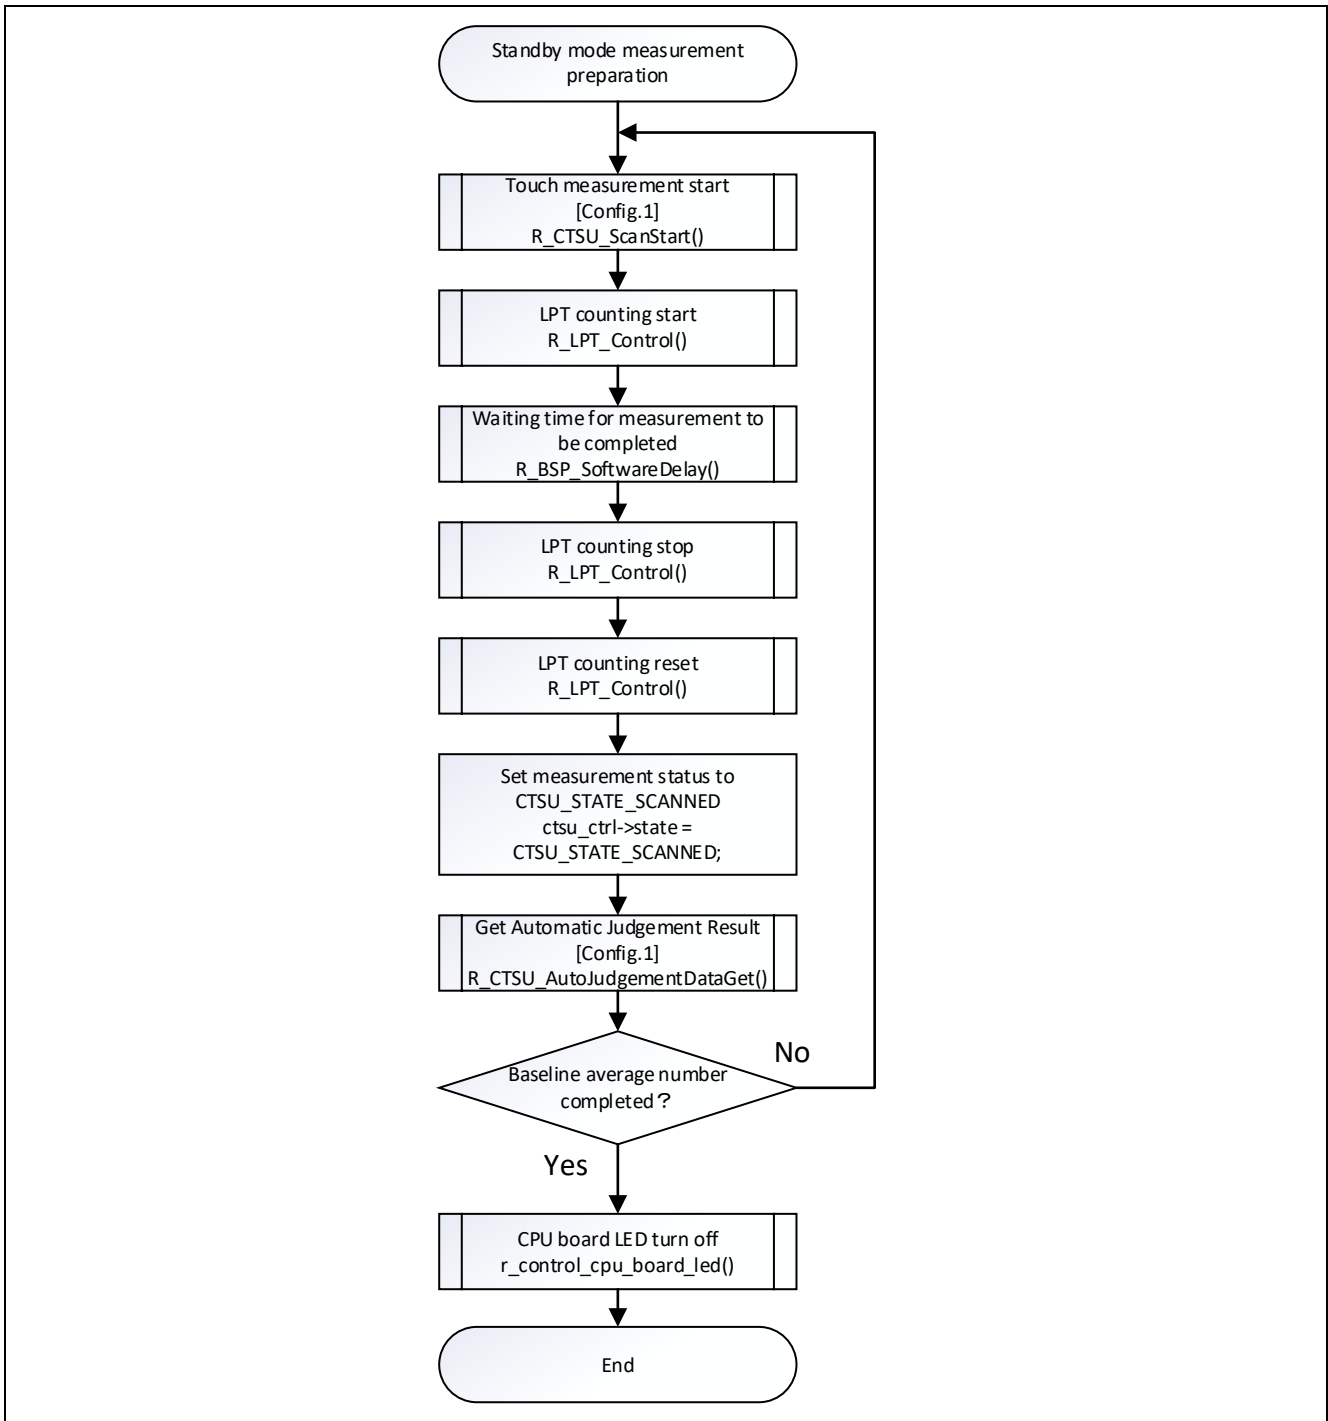 Standby mode measurement
preparation
Touch measurement start
[Config.1]
R_CTSU_ScanStart()
LPT counting start
R_LPT_Control()
Waiting time for measurement to
be completed
R_BSP_SoftwareDelay()
LPT counting stop
R_LPT_Control()
LPT counting reset
R_LPT_Control()
Set measurement status to
CTSU_STATE_SCANNED
ctsu_ctrl->state =
CTSU_STATE_SCANNED;
Get Automatic Judgement Result
[Config.1]
R_CTSU_AutoJudgementDataGet()
No
Baseline average number
completed？
Yes
CPU board LED turn off
r_control_cpu_board_led()
End